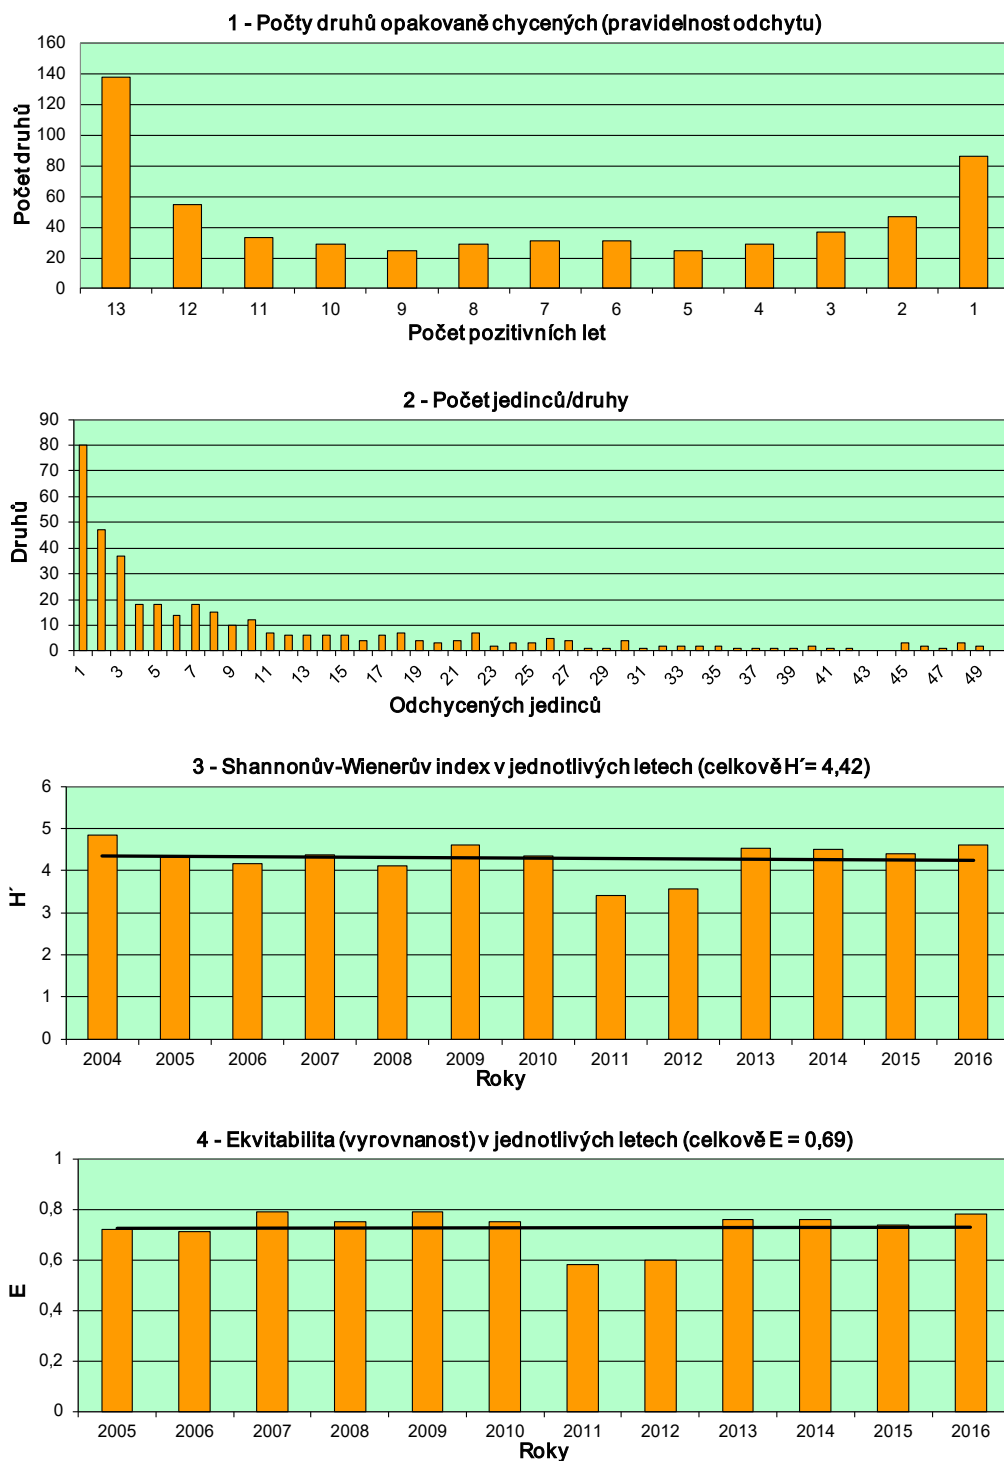 1 - Počty druhů opakovaně chycených (pravidelnost odchytu)
160
140
120
100
80
60
40
20
0
Počet druhů
13 12 11 10 9 8 7 6 5 4 3 2 1
Počet pozitivních let
2 - Počet jedinců/druhy
90
80
70
60
50
40
30
20
10
0
Druhů
1 3 5 7 9 11 13 15 17 19 21 23 25 27 29 31 33 35 37 39 41 43 45 47 49
Odchycených jedinců
3 - Shannonův-Wienerův index v jednotlivých letech (celkově H´= 4,42)
6
5
4
3
2
1
0
H´
2004 2005 2006 2007 2008 2009 2010 2011 2012 2013 2014 2015 2016
Roky
4 - Ekvitabilita (vyrovnanost) v jednotlivých letech (celkově E = 0,69)
1
0,8
0,6
0,4
0,2
0
E
2005 2006 2007 2008 2009 2010 2011 2012 2013 2014 2015 2016
Roky